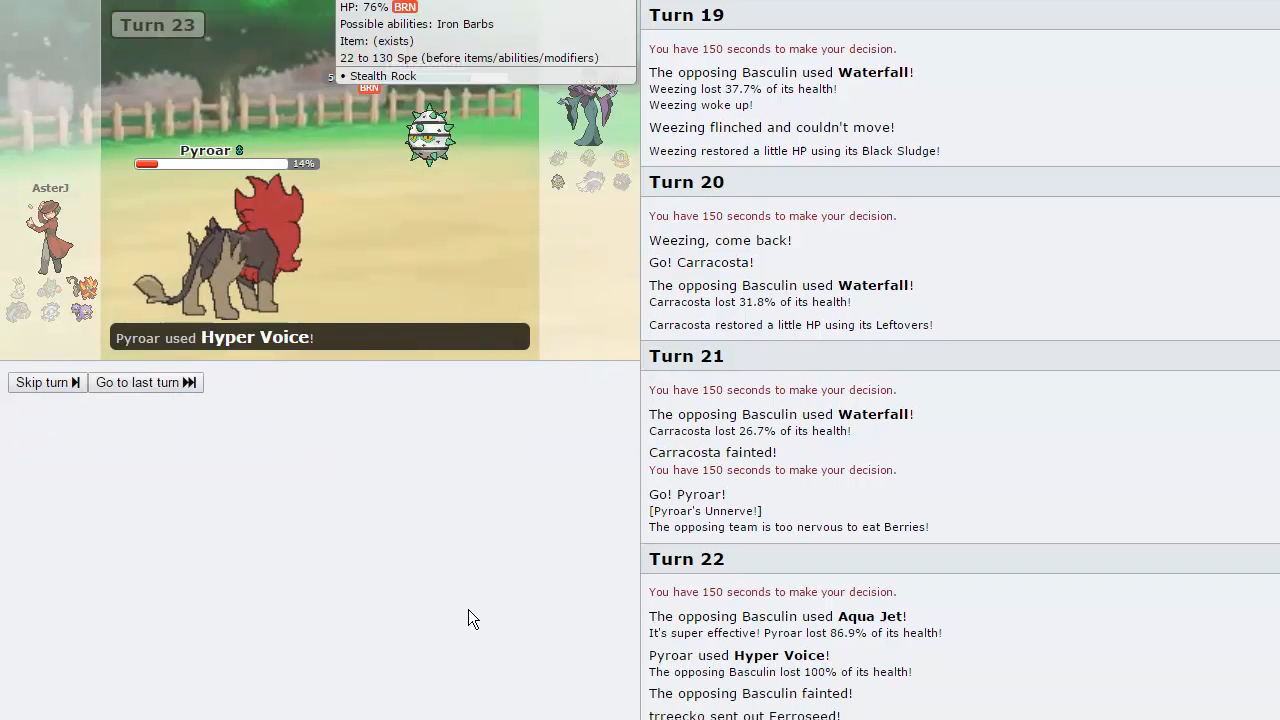 Turn 23
HP: 76% BRN
Possible abilities: Iron Barbs
Item: (exists)
22 to 130 Spe (before items/abilities/modifiers)
• Stealth Rock
BRN
Pyroar
14%
AsterJ
Pyroar used Hyper Voice!
Skip turn
Go to last turn
Turn 19
You have 150 seconds to make your decision.
The opposing Basculin used Waterfall!
Weezing lost 37.7% of its health!
Weezing woke up!
Weezing flinched and couldn't move!
Weezing restored a little HP using its Black Sludge!
Turn 20
You have 150 seconds to make your decision.
Weezing, come back!
Go! Carracosta!
The opposing Basculin used Waterfall!
Carracosta lost 31.8% of its health!
Carracosta restored a little HP using its Leftovers!
Turn 21
You have 150 seconds to make your decision.
The opposing Basculin used Waterfall!
Carracosta lost 26.7% of its health!
Carracosta fainted!
You have 150 seconds to make your decision.
Go! Pyroar!
[Pyroar's Unnerve!]
The opposing team is too nervous to eat Berries!
Turn 22
You have 150 seconds to make your decision.
The opposing Basculin used Aqua Jet!
It's super effective! Pyroar lost 86.9% of its health!
Pyroar used Hyper Voice!
The opposing Basculin lost 100% of its health!
The opposing Basculin fainted!
trreecko sent out Ferroseed!